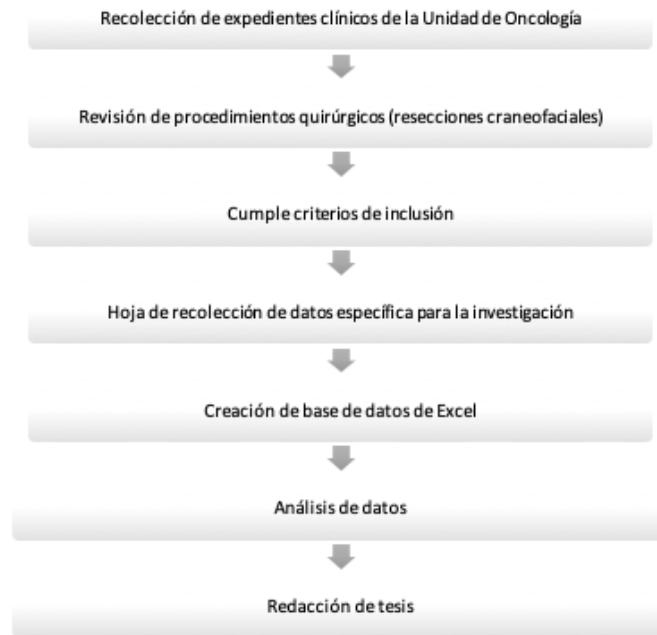 Recolección de expedientes clínicos de la Unidad de Oncología
Revisión de procedimientos quirúrgicos (resecciones craneofaciales)
Cumple criterios de inclusión
Hoja de recolección de datos específica para la investigación
Creación de base de datos de Excel
Análisis de datos
Redacción de tesis